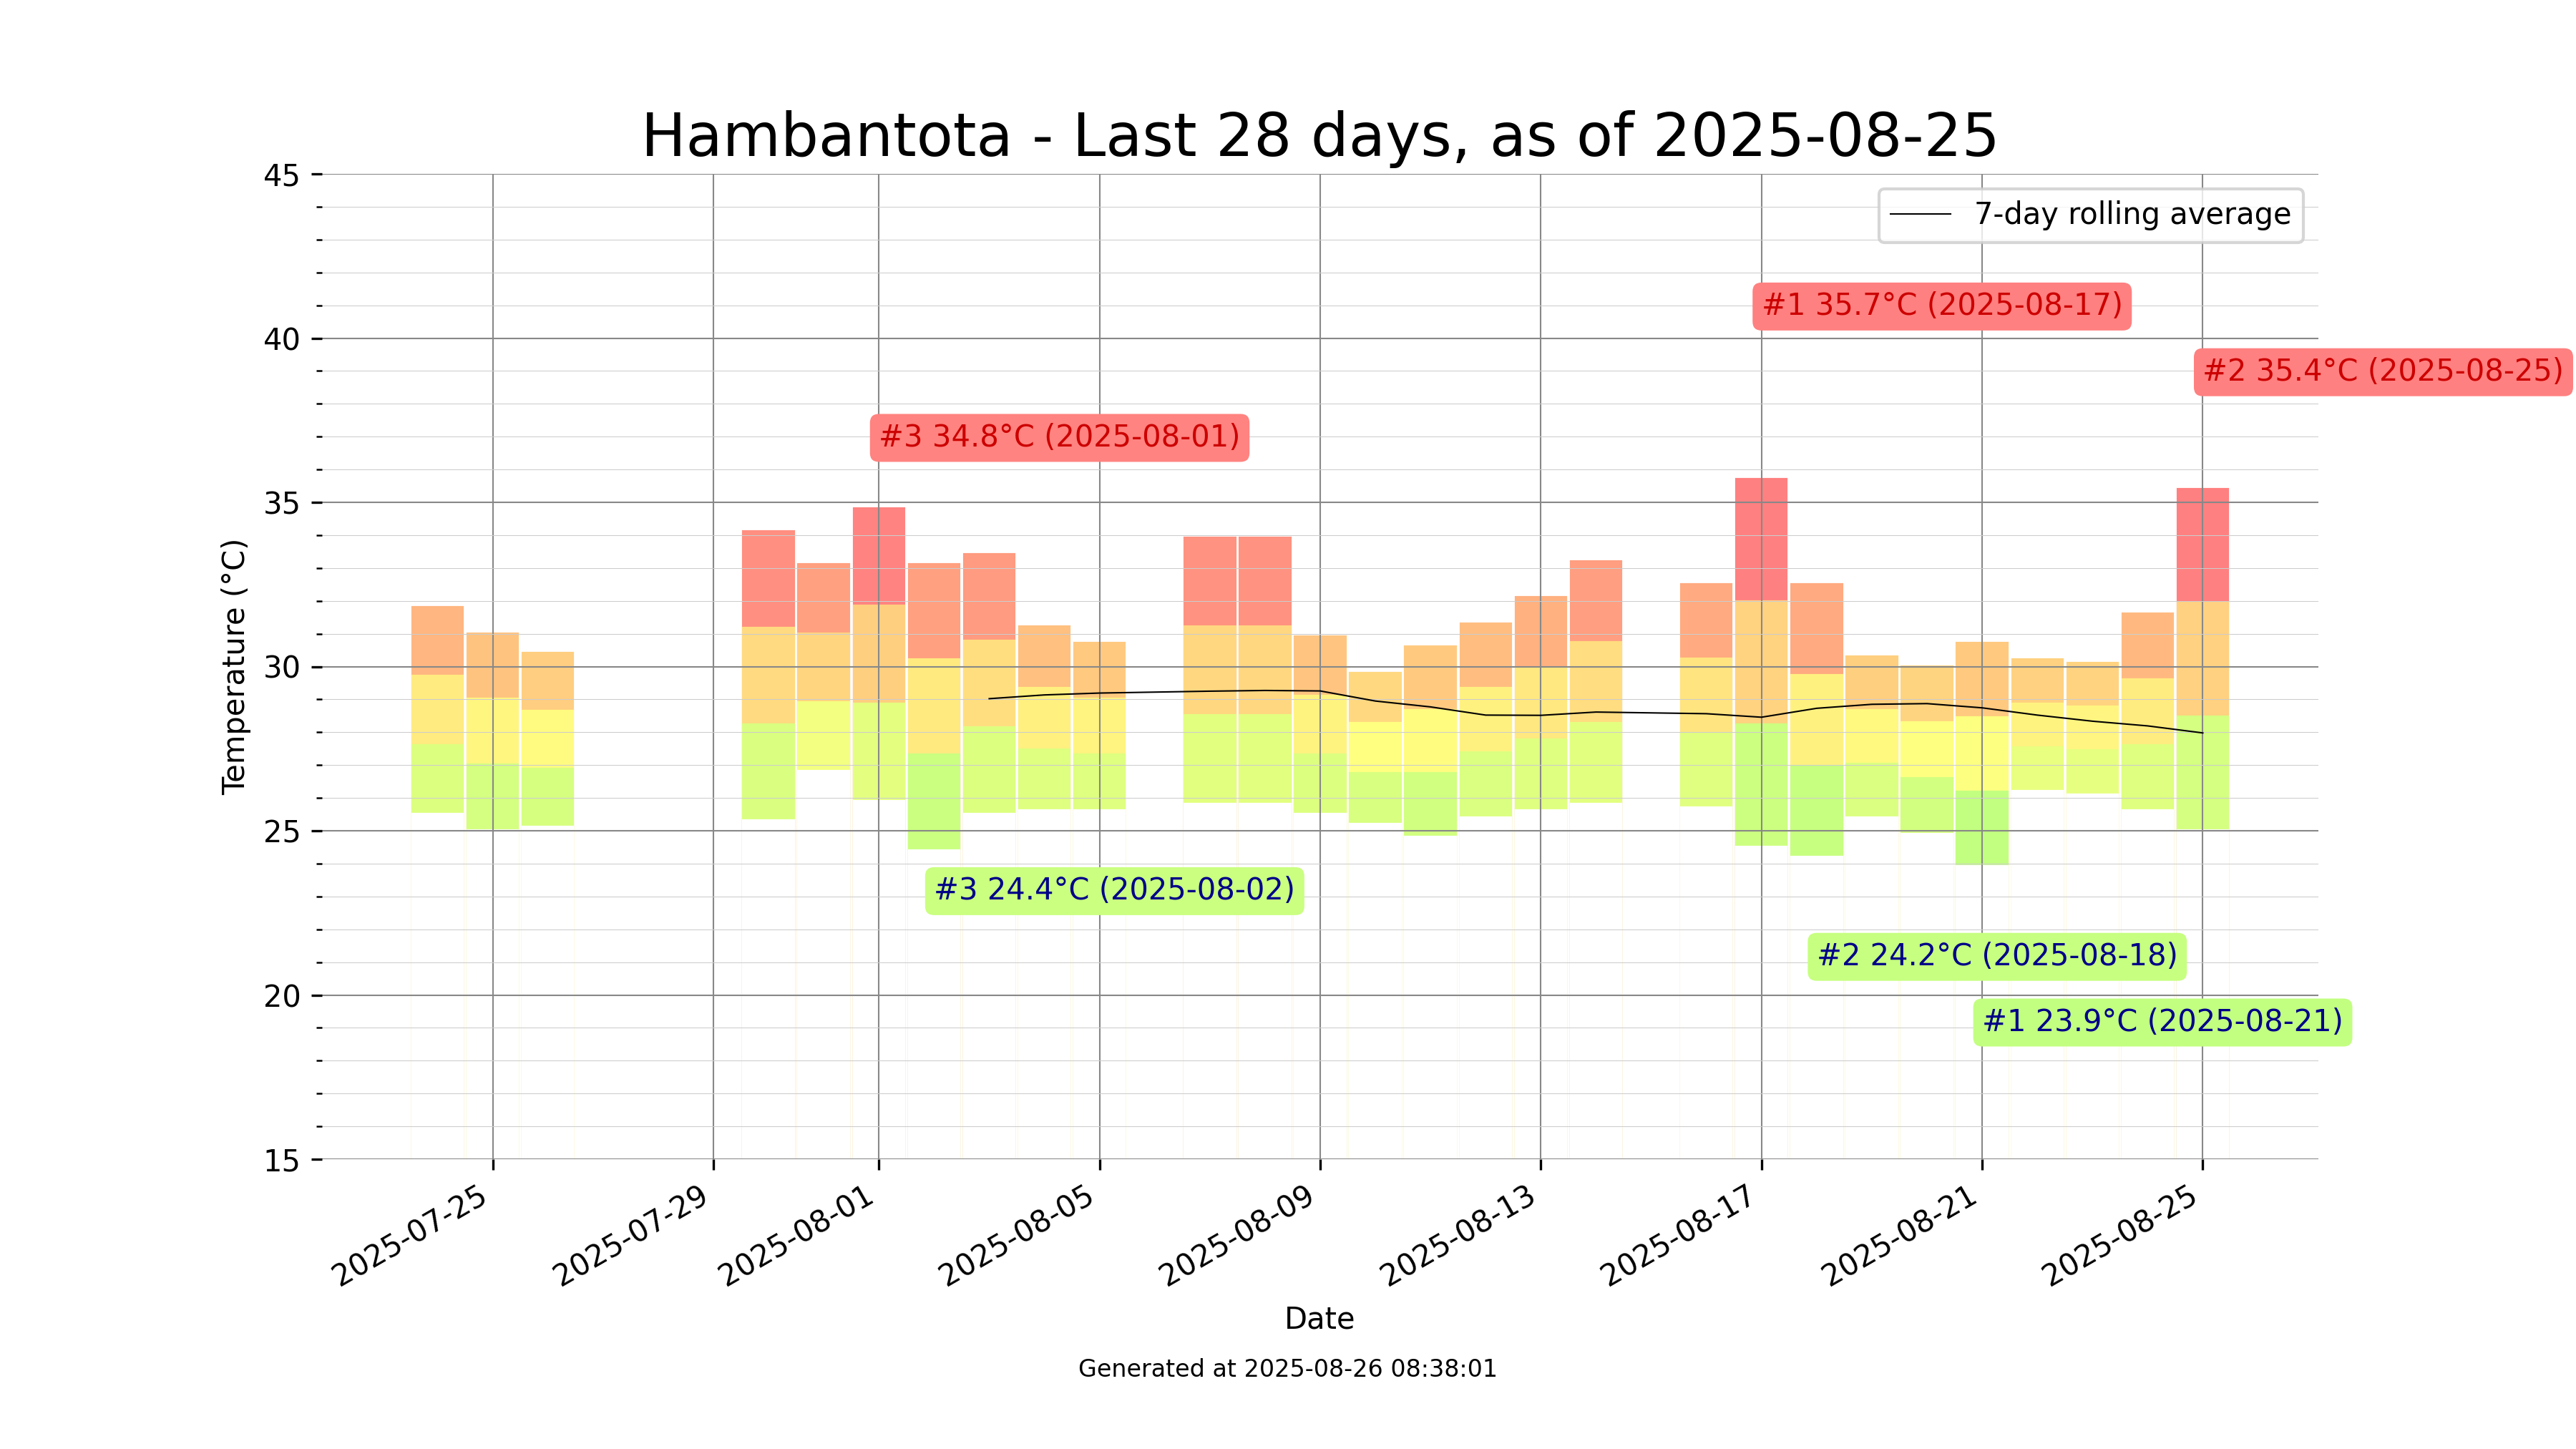 Hambantota - Last 28 days, as of 2025-08-25
45
7-day rolling average
#1 35.7°C (2025-08-17)
40
#2 35.4°C (2025-08-25)
#3 34.8°C (2025-08-01)
35
30
Temperature (°C)
25
#3 24.4°C (2025-08-02)
#2 24.2°C (2025-08-18)
20
#1 23.9°C (2025-08-21)
15
2025-07-25
2025-07-29
2025-08-01
2025-08-05
2025-08-09
2025-08-13
2025-08-17
2025-08-21
2025-08-25
Date
Generated at 2025-08-26 08:38:01